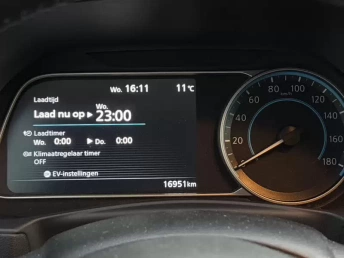 Wo. 16:11 11°C
Laadtijd
Wo.
Laad nu op ▶ 23:00
Laadtimer
Wo. 0:00 ▶ Do. 0:00
Klimaatregelaar timer
OFF
EV-instellingen
16951km
20
40
60
80
100
120
140
160
180
km/h